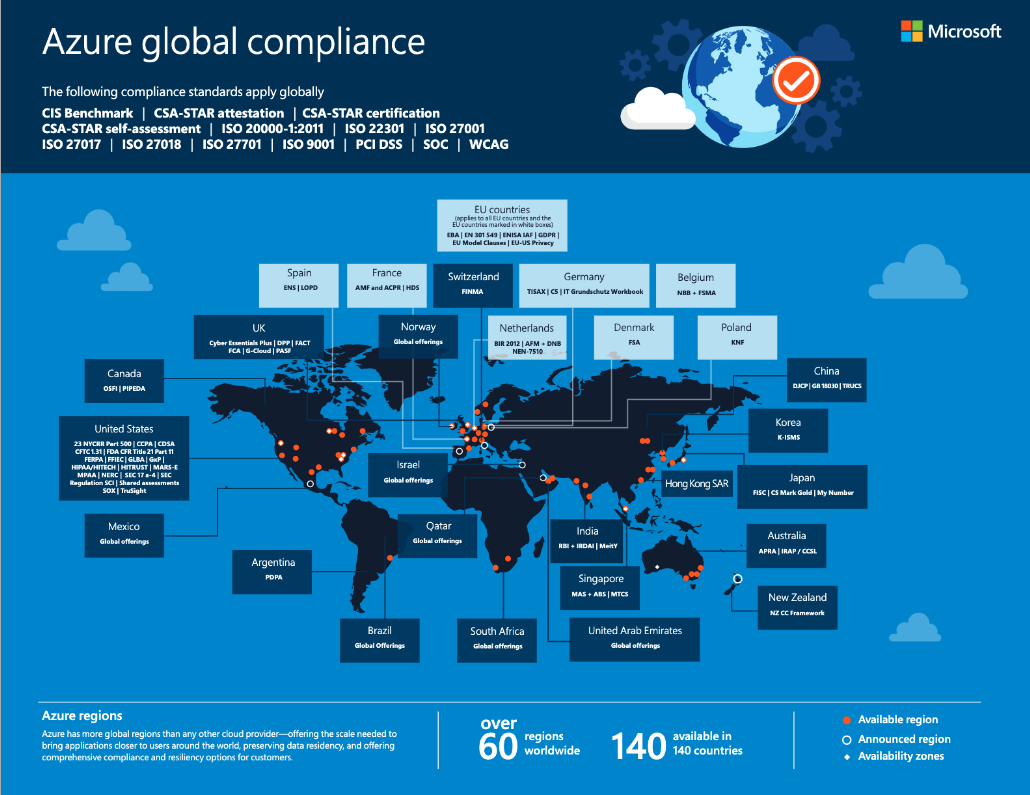 Azure global compliance
Microsoft
The following compliance standards apply globally
CIS Benchmark | CSA-STAR attestation | CSA-STAR certification
CSA-STAR self-assessment | ISO 20000-1:2011 | ISO 22301 | ISO 27001
ISO 27017 | ISO 27018 | ISO 27701 | ISO 9001 | PCI DSS | SOC | WCAG
EU countries
(applies to all EU countries and the
EU countries marked in white boxes)
EBA | EN 301 549 | ENISA IAF | GDPR |
EU Model Clauses | EU-US Privacy
Spain
ENS | LOPD
France
AMF and ACPR | HDS
Switzerland
FINMA
Germany
TISAX | C5 | IT Grundschutz Workbook
Belgium
NBB + FSMA
UK
Cyber Essentials Plus | DPP | FACT
FCA | G-Cloud | PASF
Norway
Global offerings
Netherlands
BIR 2012 | AFM + DNB
NEN-7510
Denmark
FSA
Poland
KNF
Canada
OSFI | PIPEDA
China
DJCP | GB 18030 | TRUCS
United States
23 NYCRR Part 500 | CCPA | CDSA
CFTC 1.31 | FDA CFR Title 21 Part 11
FERPA | FFIEC | GLBA | GxP |
HIPAA/HITECH | HITRUST | MARS-E
MPAA | NERC | SEC 17 a-4 | SEC
Regulation SCI | Shared assessments
SOX | TruSight
Korea
K-ISMS
Israel
Global offerings
Hong Kong SAR
Japan
FISC | CS Mark Gold | My Number
Mexico
Global offerings
Qatar
Global offerings
India
RBI + IRDAI | MeitY
Australia
APRA | IRAP / CCSL
Argentina
PDPA
Singapore
MAS + ABS | MTCS
New Zealand
NZ CC Framework
Brazil
Global Offerings
South Africa
Global offerings
United Arab Emirates
Global offerings
Azure regions
Azure has more global regions than any other cloud provider—offering the scale needed to
bring applications closer to users around the world, preserving data residency, and offering
comprehensive compliance and resiliency options for customers.
over
60 regions
worldwide
140 available in
140 countries
Available region
Announced region
Availability zones